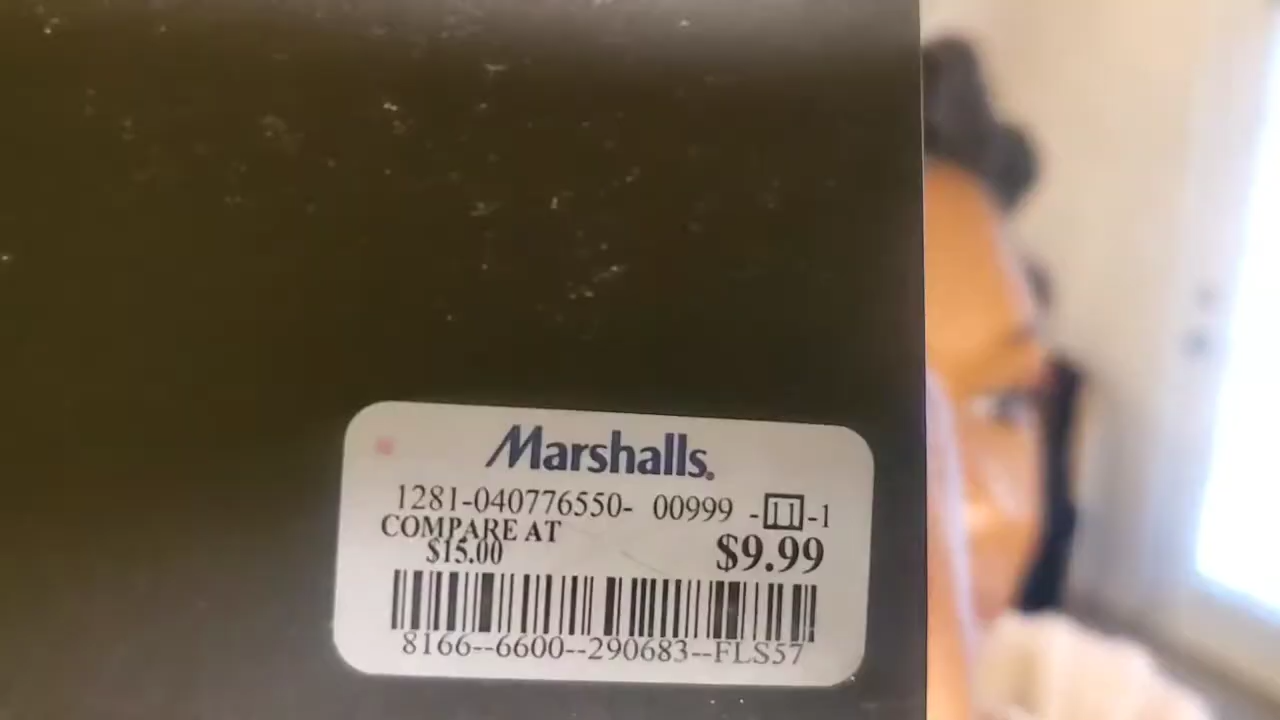 Marshalls.
1281-040776550- 00999 -11-1
COMPARE AT
$15.00 $9.99
8166--6600--290683--FLS57